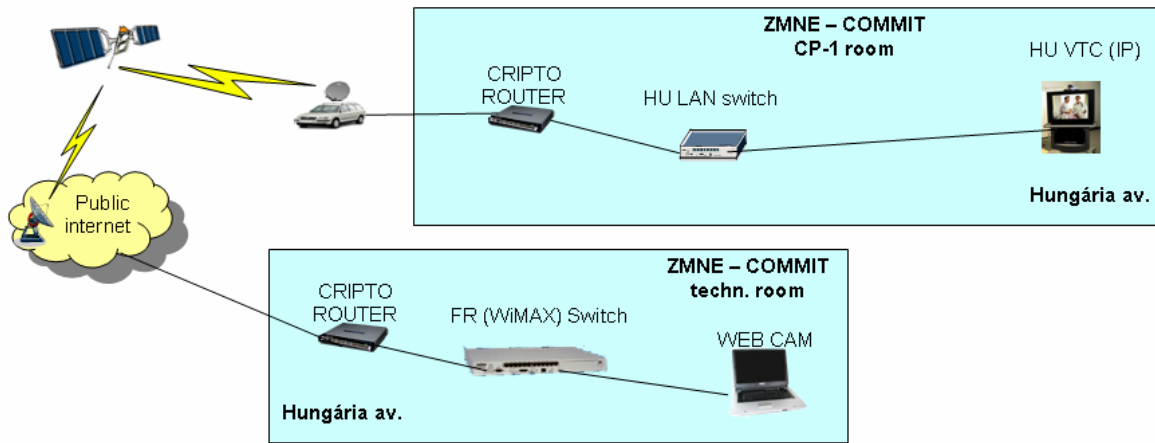 ZMNE – COMMIT
CP-1 room
HU VTC (IP)
CRIPTO
ROUTER
HU LAN switch
Hungária av.
Public
internet
ZMNE – COMMIT
techn. room
CRIPTO
ROUTER
FR (WiMAX) Switch
WEB CAM
Hungária av.